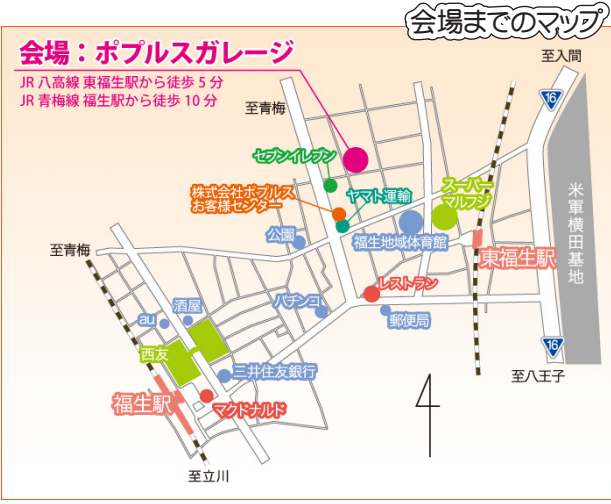 会場までのマップ
会場：ポプルスガレージ
JR 八高線 東福生駅から徒歩 5 分
JR 青梅線 福生駅から徒歩 10 分
至入間
16
至青梅
セブンイレブン
株式会社ポプルス
お客様センター
ヤマト運輸
スーパー
マルフジ
米軍横田基地
公園
福生地域体育館
東福生駅
至青梅
レストラン
パチンコ
郵便局
酒屋
au
西友
三井住友銀行
16
至八王子
福生駅
マクドナルド
至立川